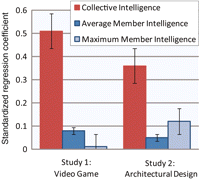 Standardized regression coefficient
0.6
0.5
0.4
0.3
0.2
0.1
0
Collective Intelligence
Average Member Intelligence
Maximum Member Intelligence
Study 1:
Video Game
Study 2:
Architectural Design